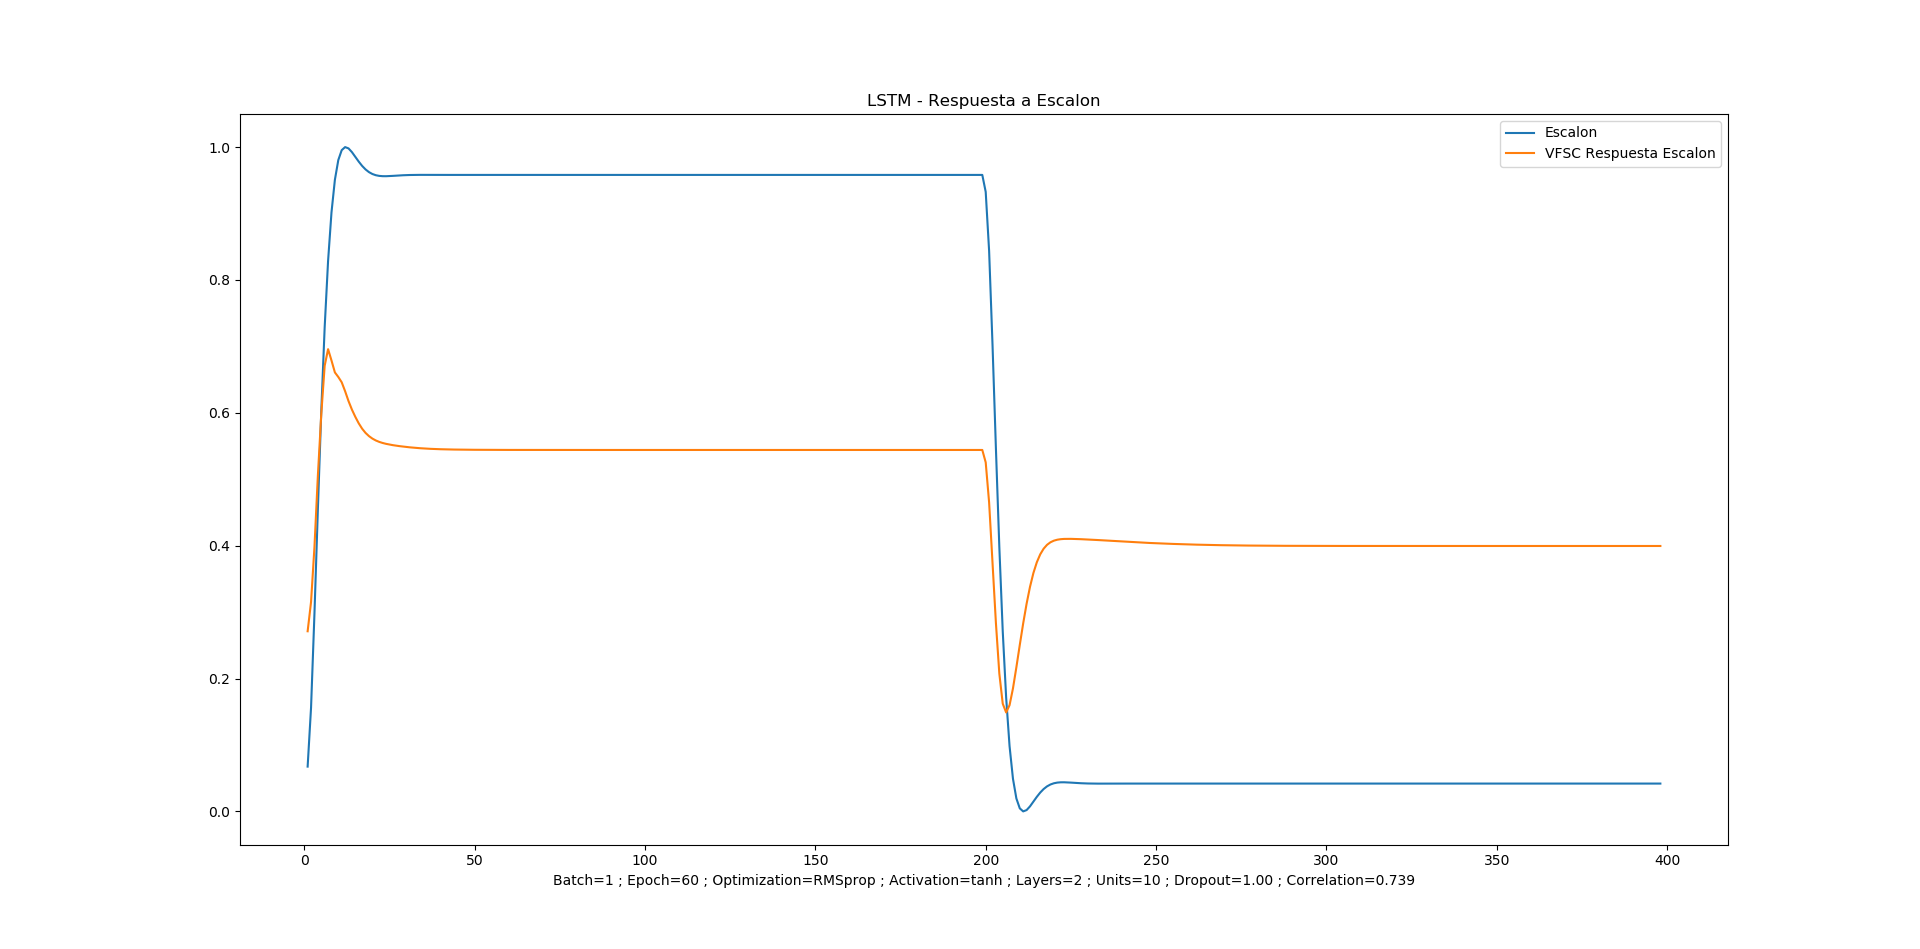 LSTM - Respuesta a Escalon
Escalon
VFSC Respuesta Escalon
1.0
0.8
0.6
0.4
0.2
0.0
0 50 100 150 200 250 300 350 400
Batch=1 ; Epoch=60 ; Optimization=RMSprop ; Activation=tanh ; Layers=2 ; Units=10 ; Dropout=1.00 ; Correlation=0.739